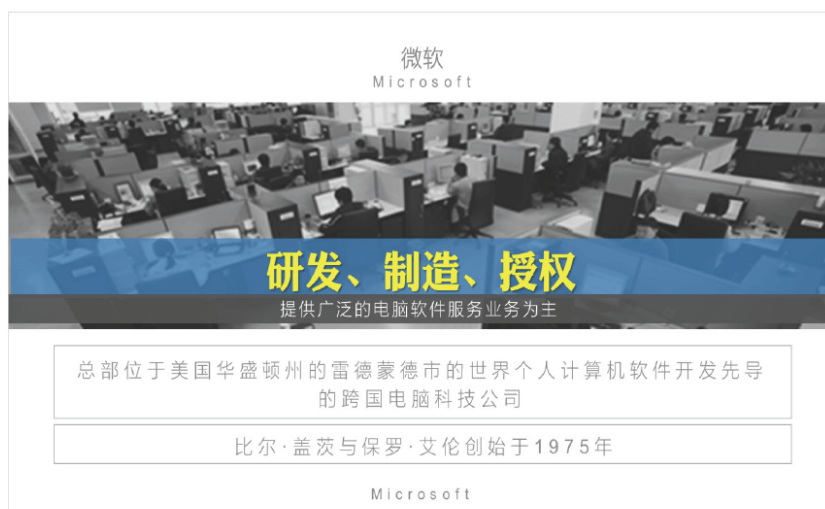 微软
Microsoft
研发、制造、授权
提供广泛的电脑软件服务业务为主
总部位于美国华盛顿州的雷德蒙德市的世界个人计算机软件开发先导
的跨国电脑科技公司
比尔·盖茨与保罗·艾伦创始于1975年
Microsoft